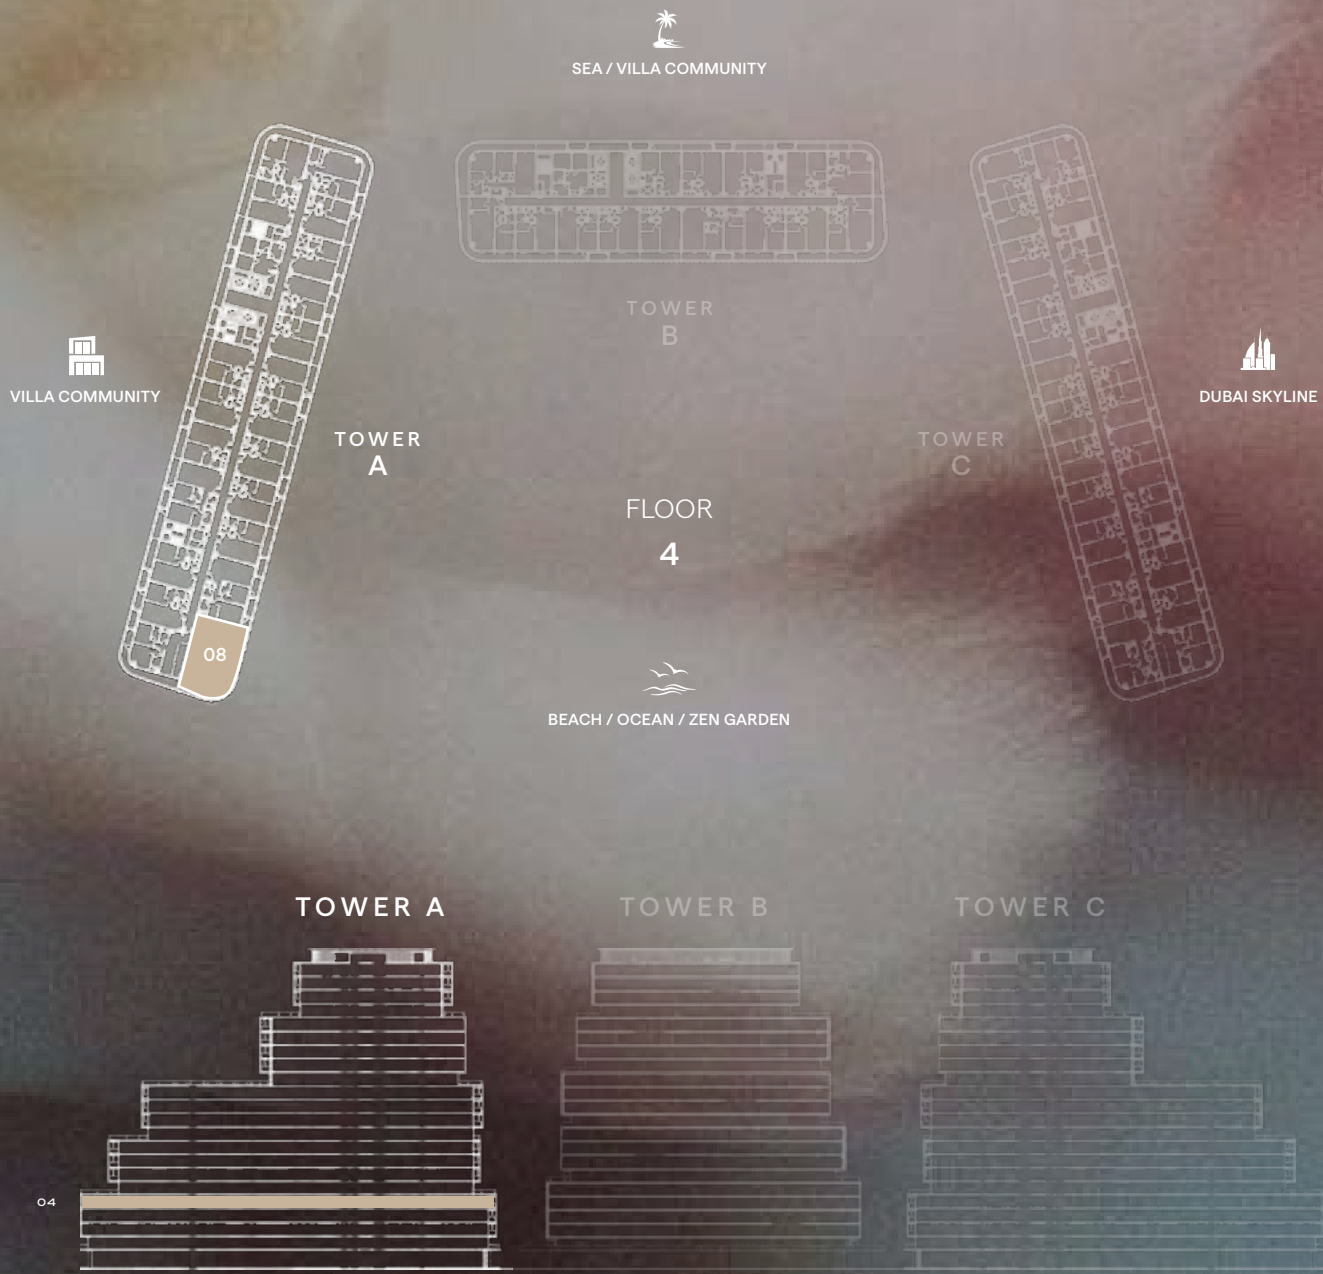 SEA / VILLA COMMUNITY
TOWER
B
VILLA COMMUNITY
DUBAI SKYLINE
TOWER
A
TOWER
C
FLOOR
4
08
BEACH / OCEAN / ZEN GARDEN
TOWER A
TOWER B
TOWER C
04